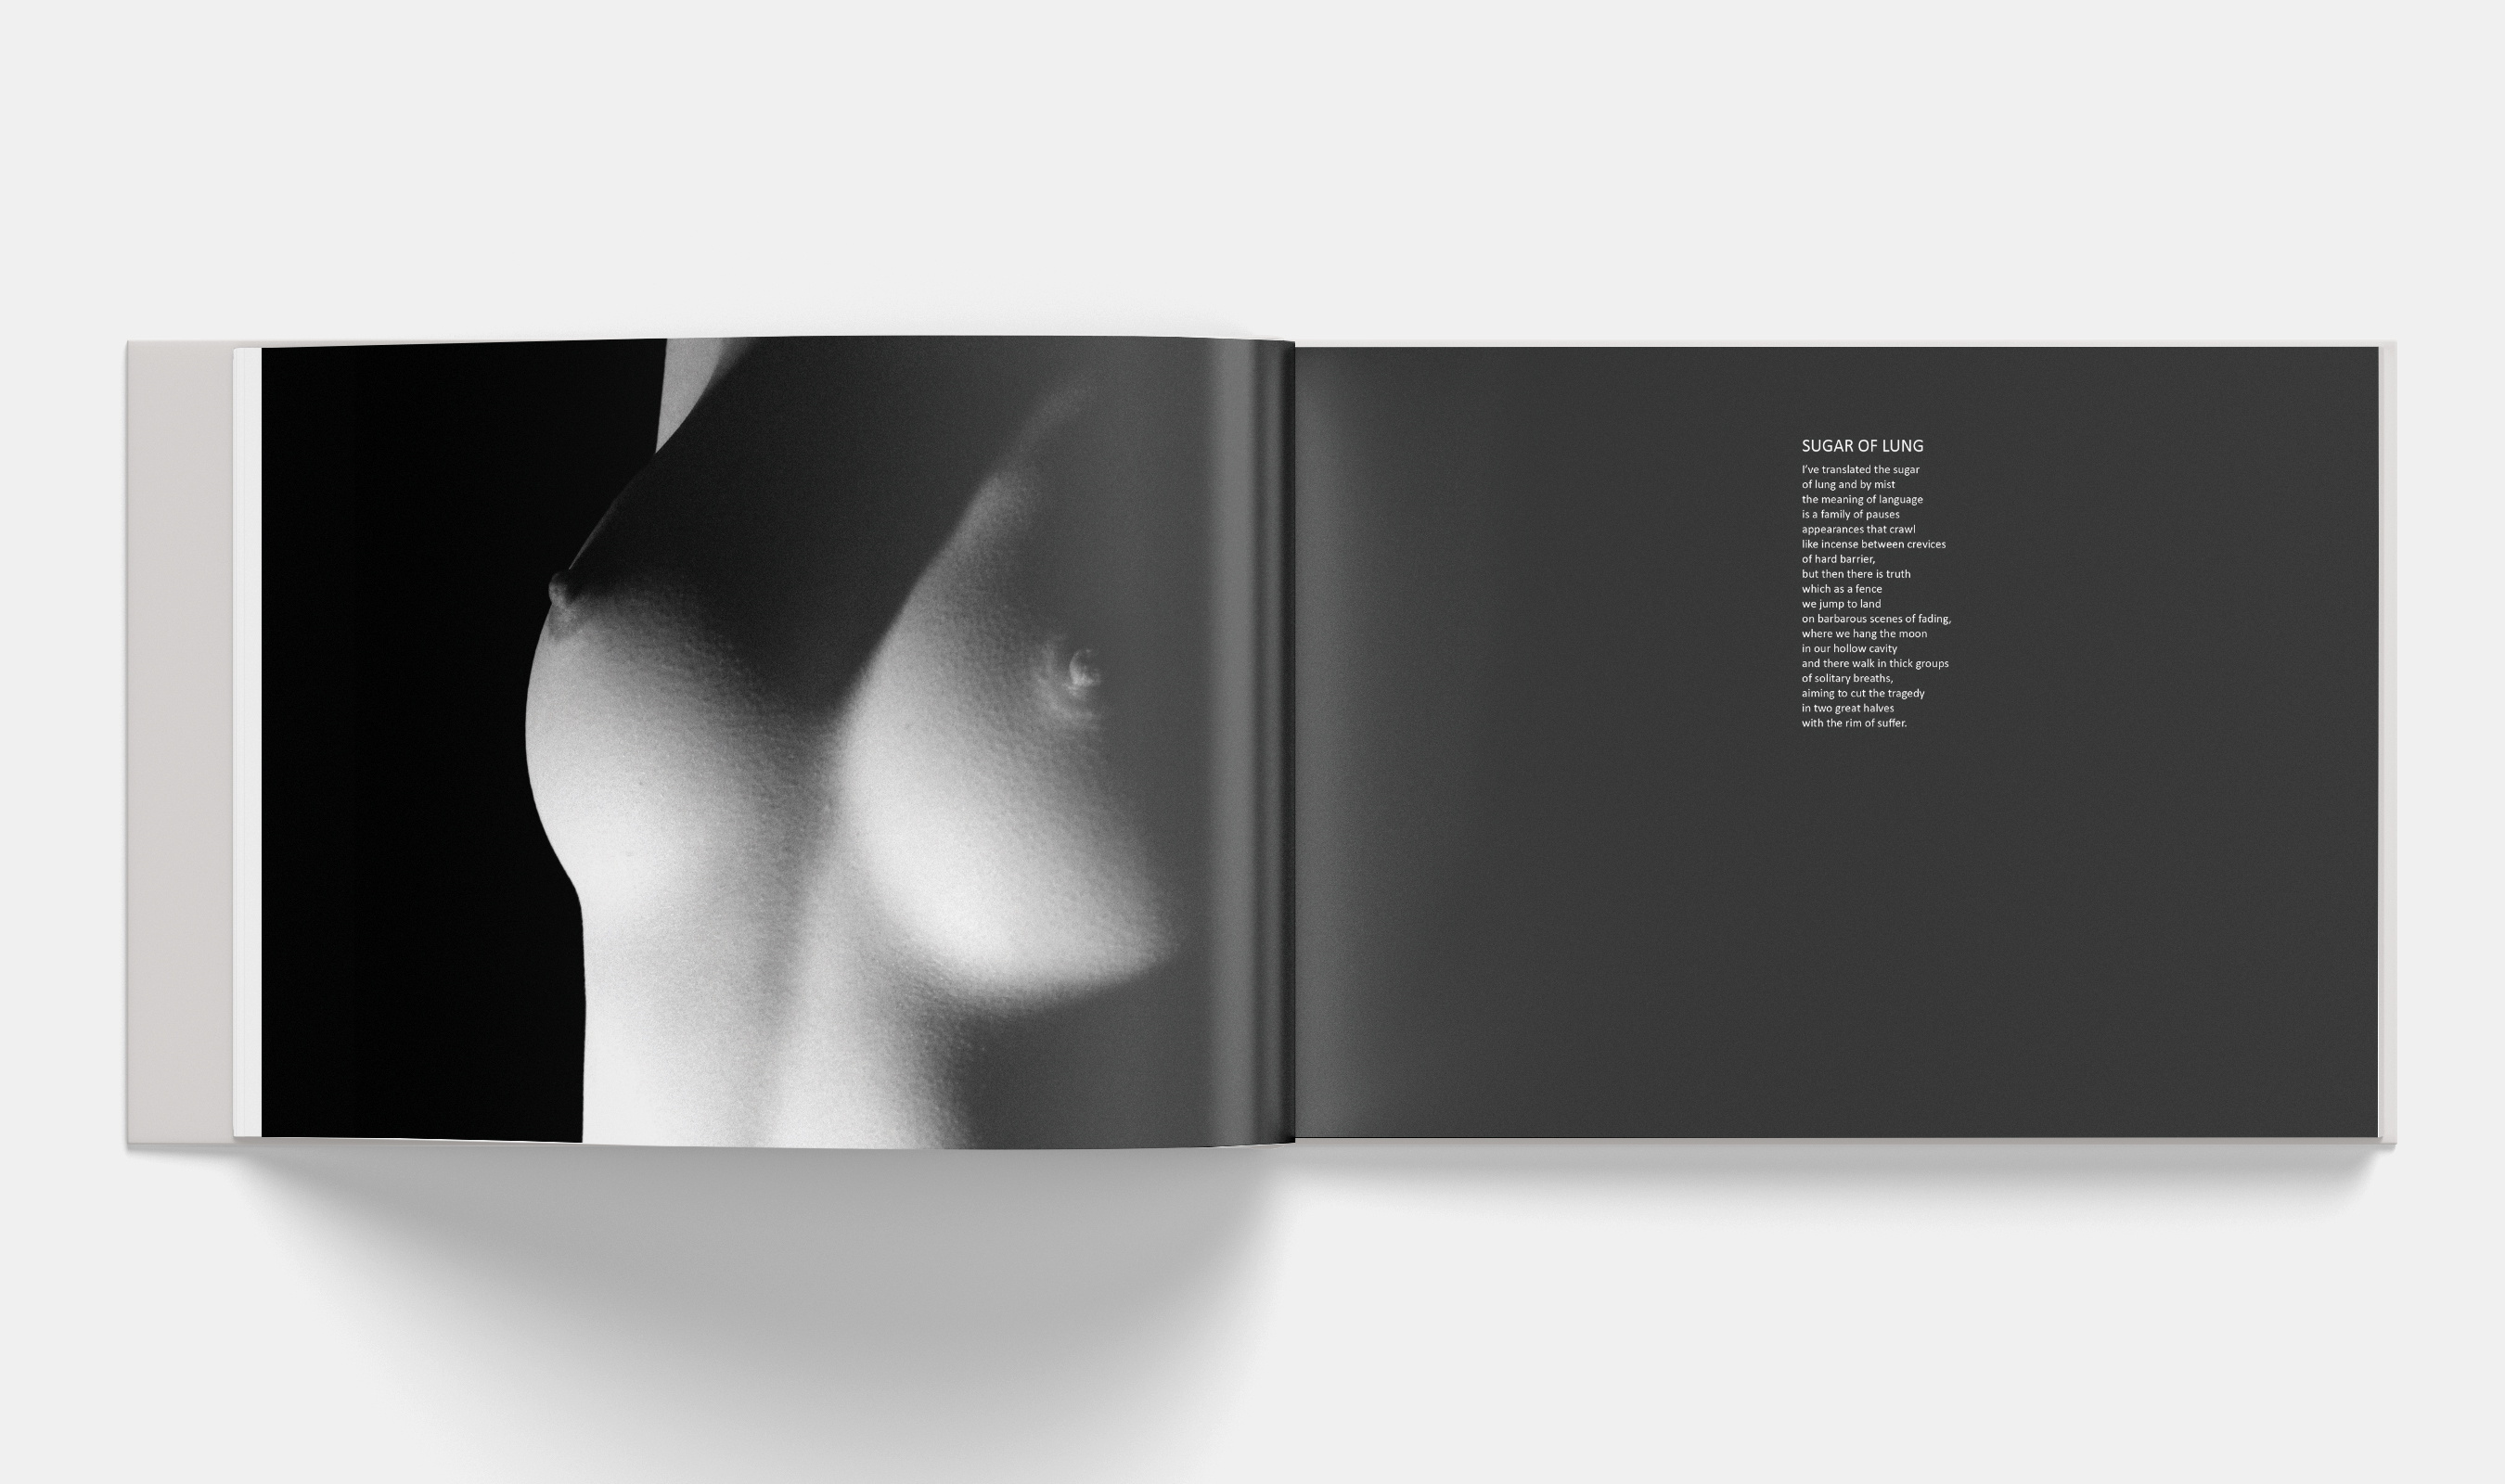 SUGAR OF LUNG
I've translated the sugar
of lung and by mist
the meaning of language
is a family of pauses
appearances that crawl
like incense between crevices
of hard barrier,
but then there is truth
which as a fence
we jump to land
on barbarous scenes of fading,
where we hang the moon
in our hollow cavity
and there walk in thick groups
of solitary breaths,
aiming to cut the tragedy
in two great halves
with the rim of suffer.